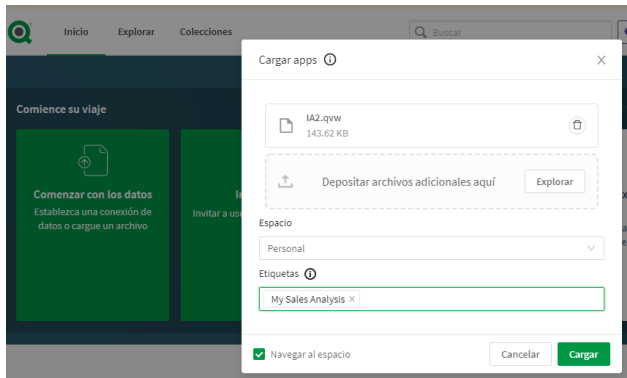 Inicio Explorar Colecciones Buscar
Cargar apps
IA2.qvw
143.62 KB
Depositar archivos adicionales aquí Explorar
Espacio
Personal
Etiquetas
My Sales Analysis ×
Navegar al espacio Cancelar Cargar
Comience su viaje
Comenzar con los datos
Establezca una conexión de
datos o cargue un archivo
Invitar a